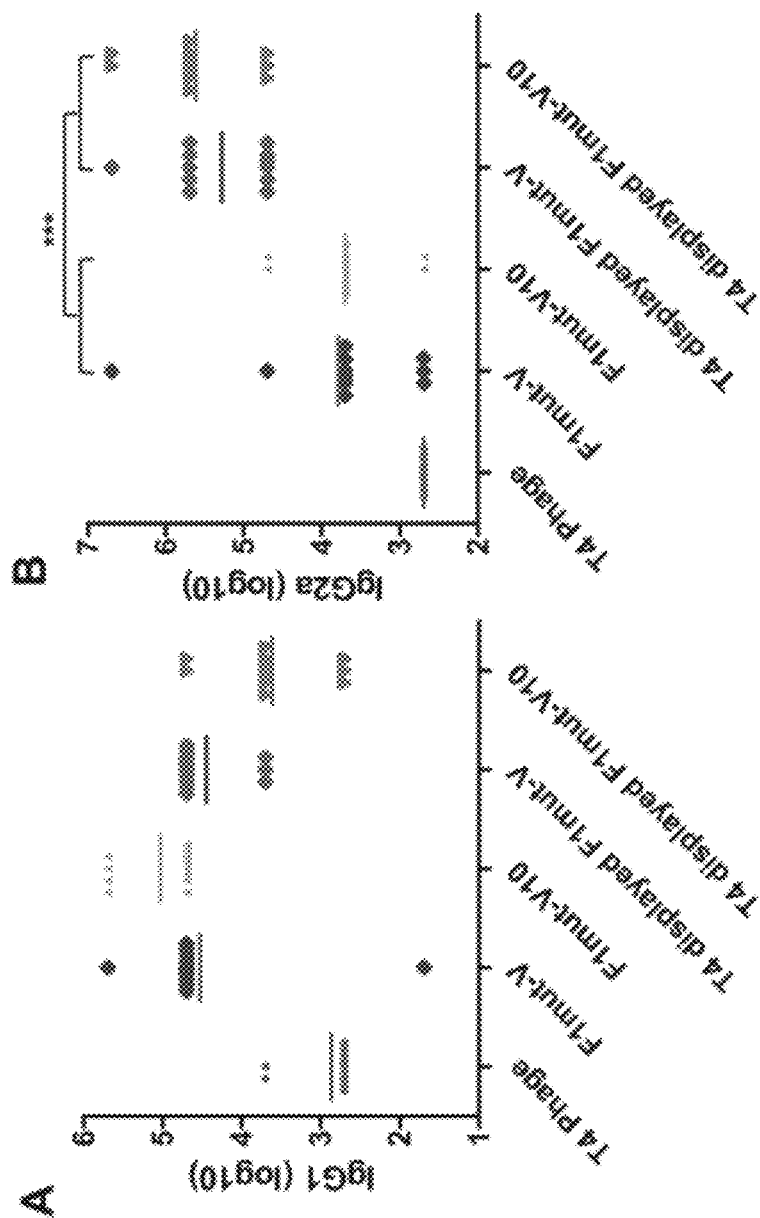 A
IgG1 (log10)
6
5
4
3
2
1
T4 Phage
F1mut-V
F1mut-V10
T4 displayed F1mut-V
T4 displayed F1mut-V10
B
IgG2a (log10)
7
6
5
4
3
2
***
T4 Phage
F1mut-V
F1mut-V10
T4 displayed F1mut-V
T4 displayed F1mut-V10